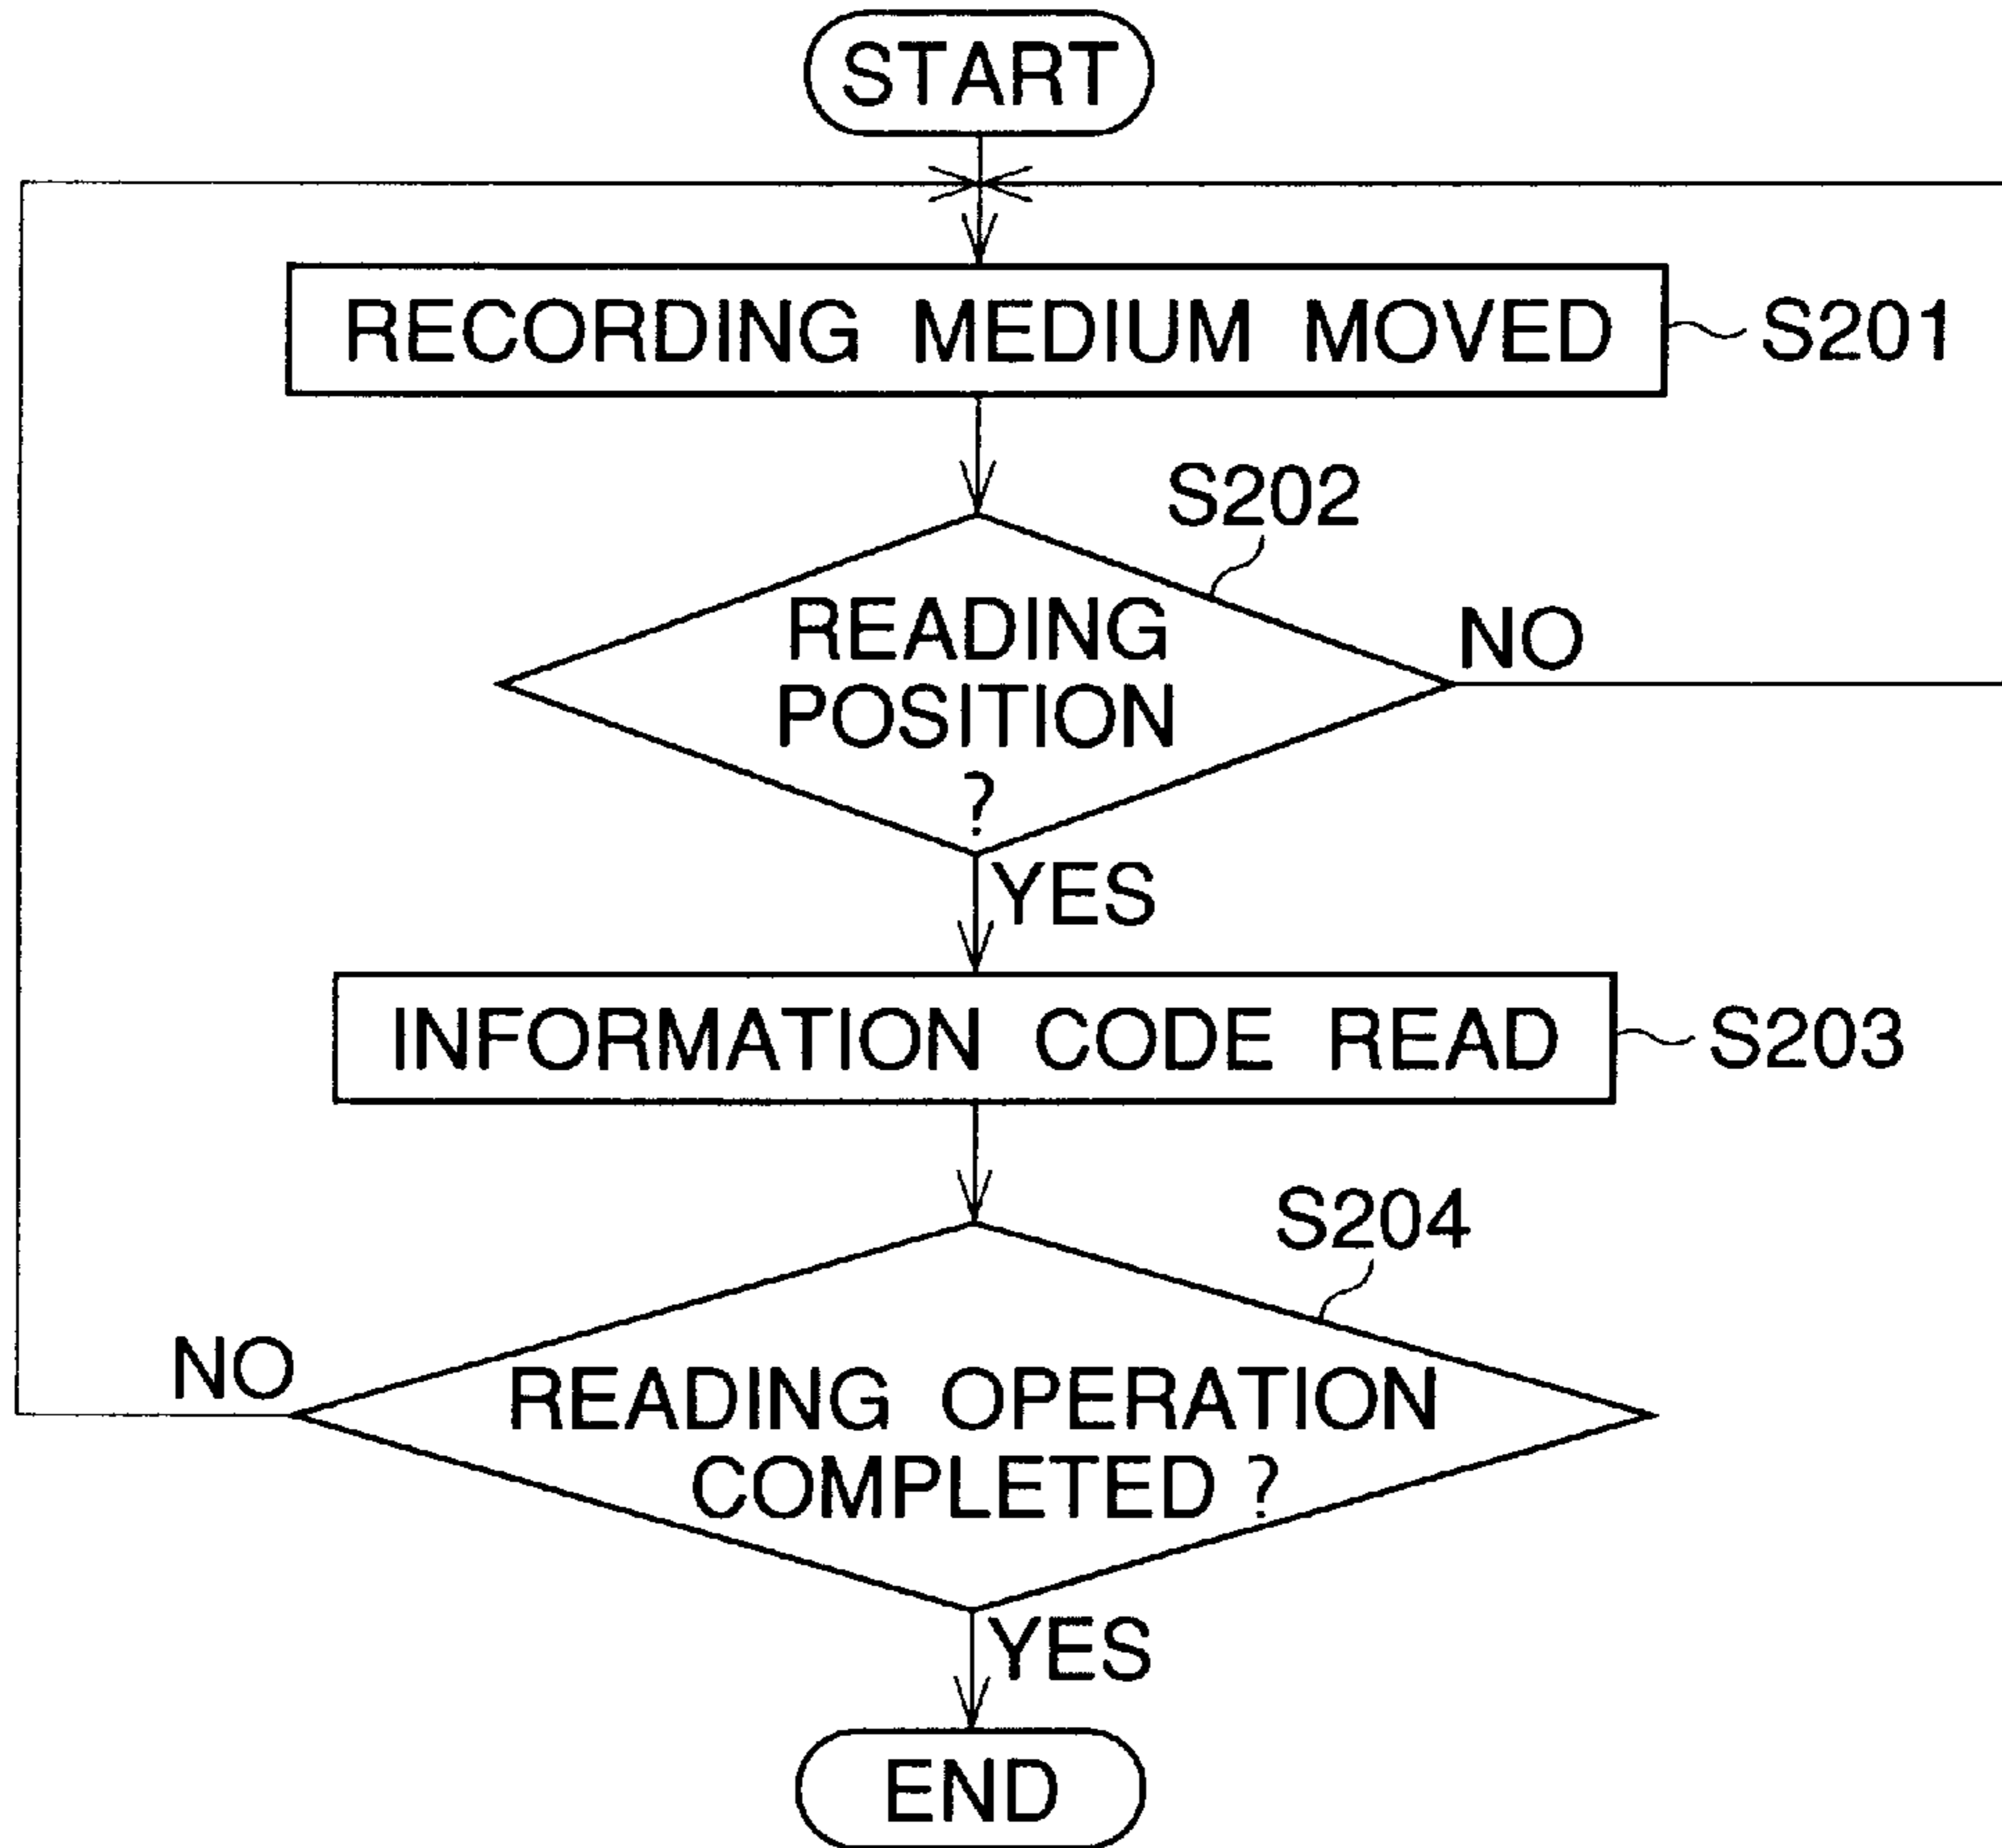 START
RECORDING MEDIUM MOVED
S201
S202
READING
POSITION
?
NO
YES
INFORMATION CODE READ
S203
S204
NO
READING OPERATION
COMPLETED ?
YES
END